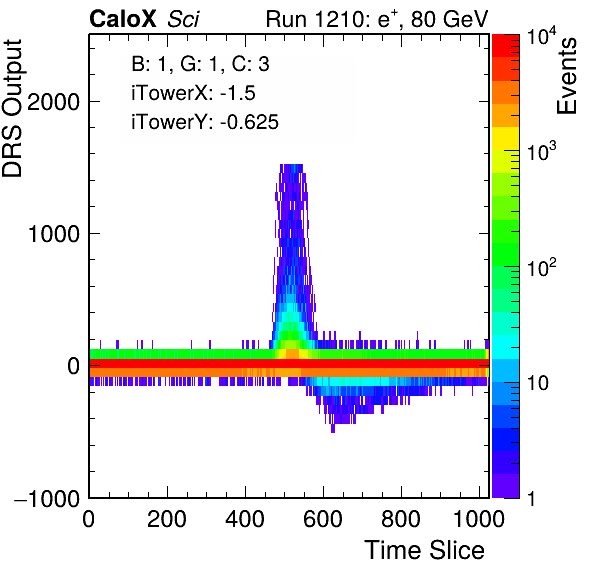 CaloX Sci Run 1210: e⁺, 80 GeV
B: 1, G: 1, C: 3
iTowerX: -1.5
iTowerY: -0.625
DRS Output
2000
1000
0
−1000
0 200 400 600 800 1000
Time Slice
Events
10⁴
10³
10²
10
1